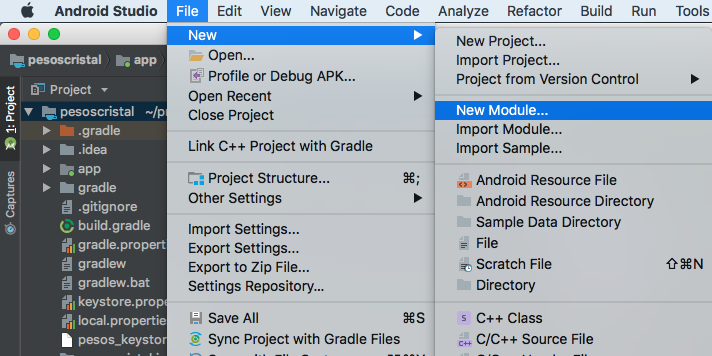 Android Studio File Edit View Navigate Code Analyze Refactor Build Run Tools
pesoscristal app
1: Project
Captures
Project
pesoscristal ~/p
.gradle
.idea
app
gradle
.gitignore
build.gradle
gradle.propert
gradlew
gradlew.bat
keystore.prope
local.properties
pesos_keystore
New
Open...
Profile or Debug APK...
Open Recent
Close Project
Link C++ Project with Gradle
Project Structure... ⌘;
Other Settings
Import Settings...
Export Settings...
Export to Zip File...
Settings Repository...
Save All ⌘S
Sync Project with Gradle Files
New Project...
Import Project...
Project from Version Control
New Module...
Import Module...
Import Sample...
Android Resource File
Android Resource Directory
Sample Data Directory
File
Scratch File ⇧⌘N
Directory
S C++ Class
C/C++ Source File